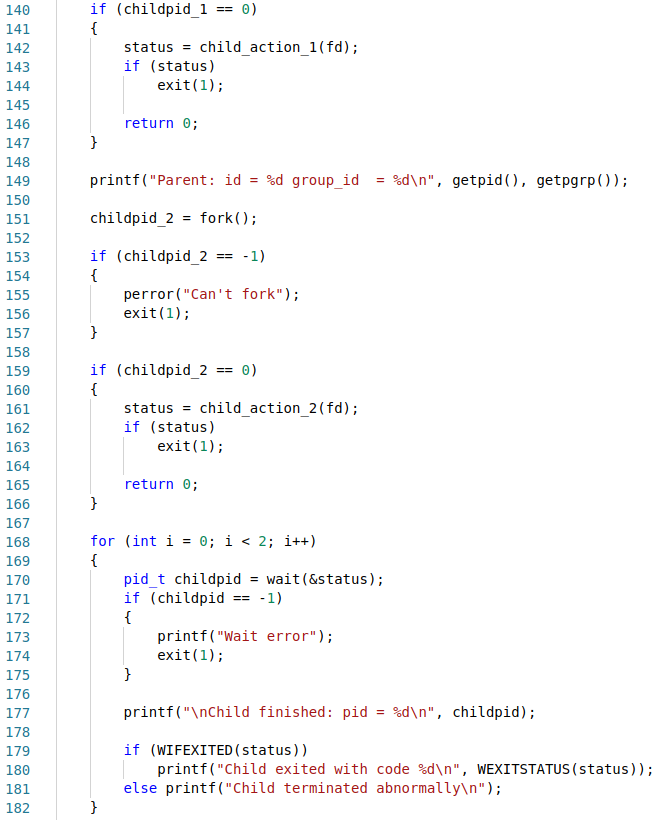 140 if (childpid_1 == 0)
141 {
142 status = child_action_1(fd);
143 if (status)
144 exit(1);
145
146 return 0;
147 }
148
149 printf("Parent: id = %d group_id  = %d\n", getpid(), getpgrp());
150
151 childpid_2 = fork();
152
153 if (childpid_2 == -1)
154 {
155 perror("Can't fork");
156 exit(1);
157 }
158
159 if (childpid_2 == 0)
160 {
161 status = child_action_2(fd);
162 if (status)
163 exit(1);
164
165 return 0;
166 }
167
168 for (int i = 0; i < 2; i++)
169 {
170 pid_t childpid = wait(&status);
171 if (childpid == -1)
172 {
173 printf("Wait error");
174 exit(1);
175 }
176
177 printf("\nChild finished: pid = %d\n", childpid);
178
179 if (WIFEXITED(status))
180 printf("Child exited with code %d\n", WEXITSTATUS(status));
181 else printf("Child terminated abnormally\n");
182 }